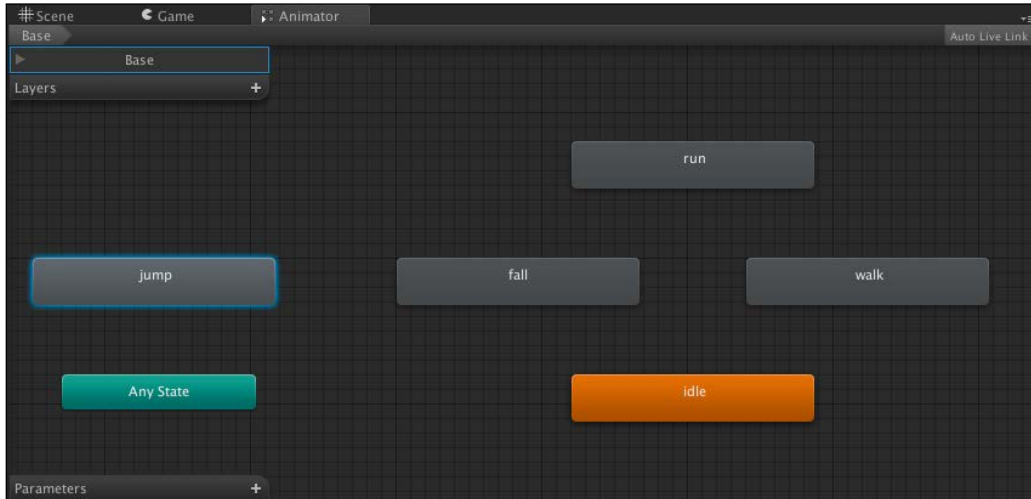 Scene Game Animator
Base Auto Live Link
Base
Layers +
run
jump fall walk
Any State idle
Parameters +